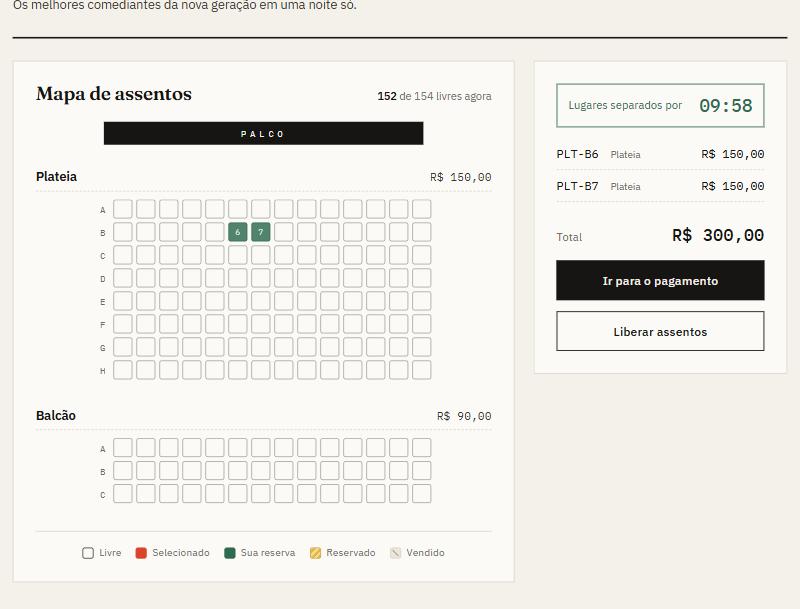 Os melhores comediantes da nova geração em uma noite só.
Mapa de assentos
152 de 154 livres agora
PALCO
Plateia
R$ 150,00
A
B 6 7
C
D
E
F
G
H
Balcão
R$ 90,00
A
B
C
Livre Selecionado Sua reserva Reservado Vendido
Lugares separados por 09:58
PLT-B6 Plateia R$ 150,00
PLT-B7 Plateia R$ 150,00
Total R$ 300,00
Ir para o pagamento
Liberar assentos